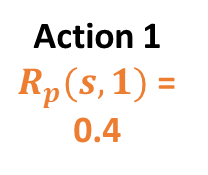 Action 1
R_p(s, 1) =
0.4